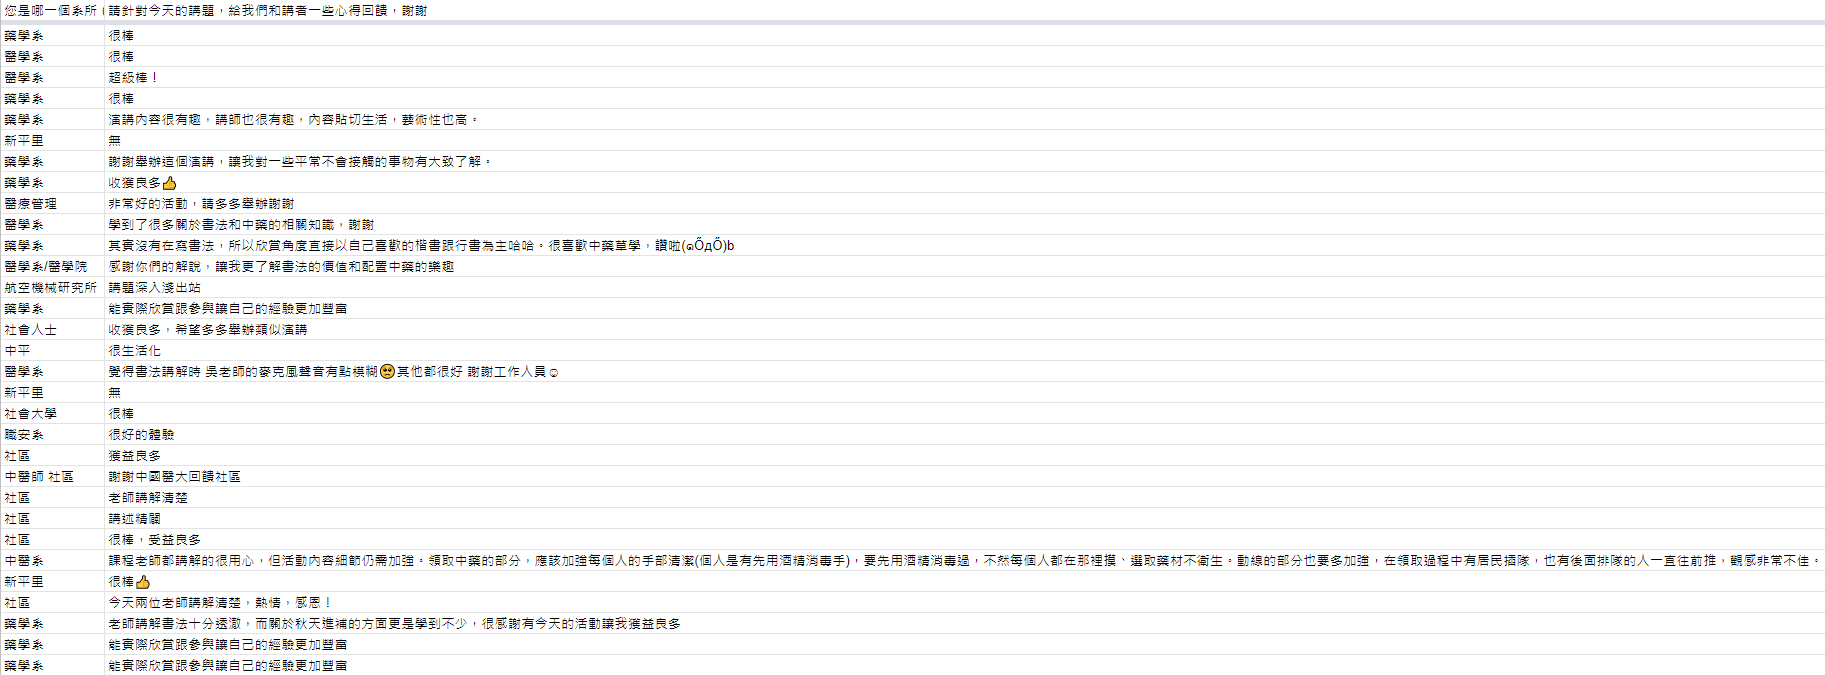 您是哪一個系所 請針對今天的講題，給我們和講者一些心得回饋，謝謝
藥學系 很棒
醫學系 很棒
醫學系 超級棒！
藥學系 很棒
藥學系 演講內容很有趣，講師也很有趣，內容貼切生活，藝術性也高。
新平里 無
藥學系 謝謝舉辦這個演講，讓我對一些平常不會接觸的事物有大致了解。
藥學系 收獲良多👍
醫療管理 非常好的活動，請多多舉辦謝謝
醫學系 學到了很多關於書法和中藥的相關知識，謝謝
藥學系 其實沒有在寫書法，所以欣賞角度直接以自己喜歡的楷書跟行書為主哈哈。很喜歡中藥草學，讚啦(๑ŐдŐ)b
醫學系/醫學院 感謝你們的解說，讓我更了解書法的價值和配置中藥的樂趣
航空機械研究所 講題深入淺出站
藥學系 能實際欣賞跟參與讓自己的經驗更加豐富
社會人士 收獲良多，希望多多舉辦類似演講
中平 很生活化
醫學系 覺得書法講解時 吳老師的麥克風聲音有點模糊🥺其他都很好 謝謝工作人員☺
新平里 無
社會大學 很棒
職安系 很好的體驗
社區 獲益良多
中醫師 社區 謝謝中國醫大回饋社區
社區 老師講解清楚
社區 講述精闢
社區 很棒，受益良多
中醫系 課程老師都講解的很用心，但活動內容細節仍需加強。領取中藥的部分，應該加強每個人的手部清潔(個人是有先用酒精消毒手)，要先用酒精消毒過，不然每個人都在那裡摸、選取藥材不衛生。動線的部分也要多加強，在領取過程中有居民插隊，也有後面排隊的人一直往前推，觀感非常不佳。
新平里 很棒👍
社區 今天兩位老師講解清楚，熱情，感恩！
藥學系 老師講解書法十分透澈，而關於秋天進補的方面更是學到不少，很感謝有今天的活動讓我獲益良多
藥學系 能實際欣賞跟參與讓自己的經驗更加豐富
藥學系 能實際欣賞跟參與讓自己的經驗更加豐富